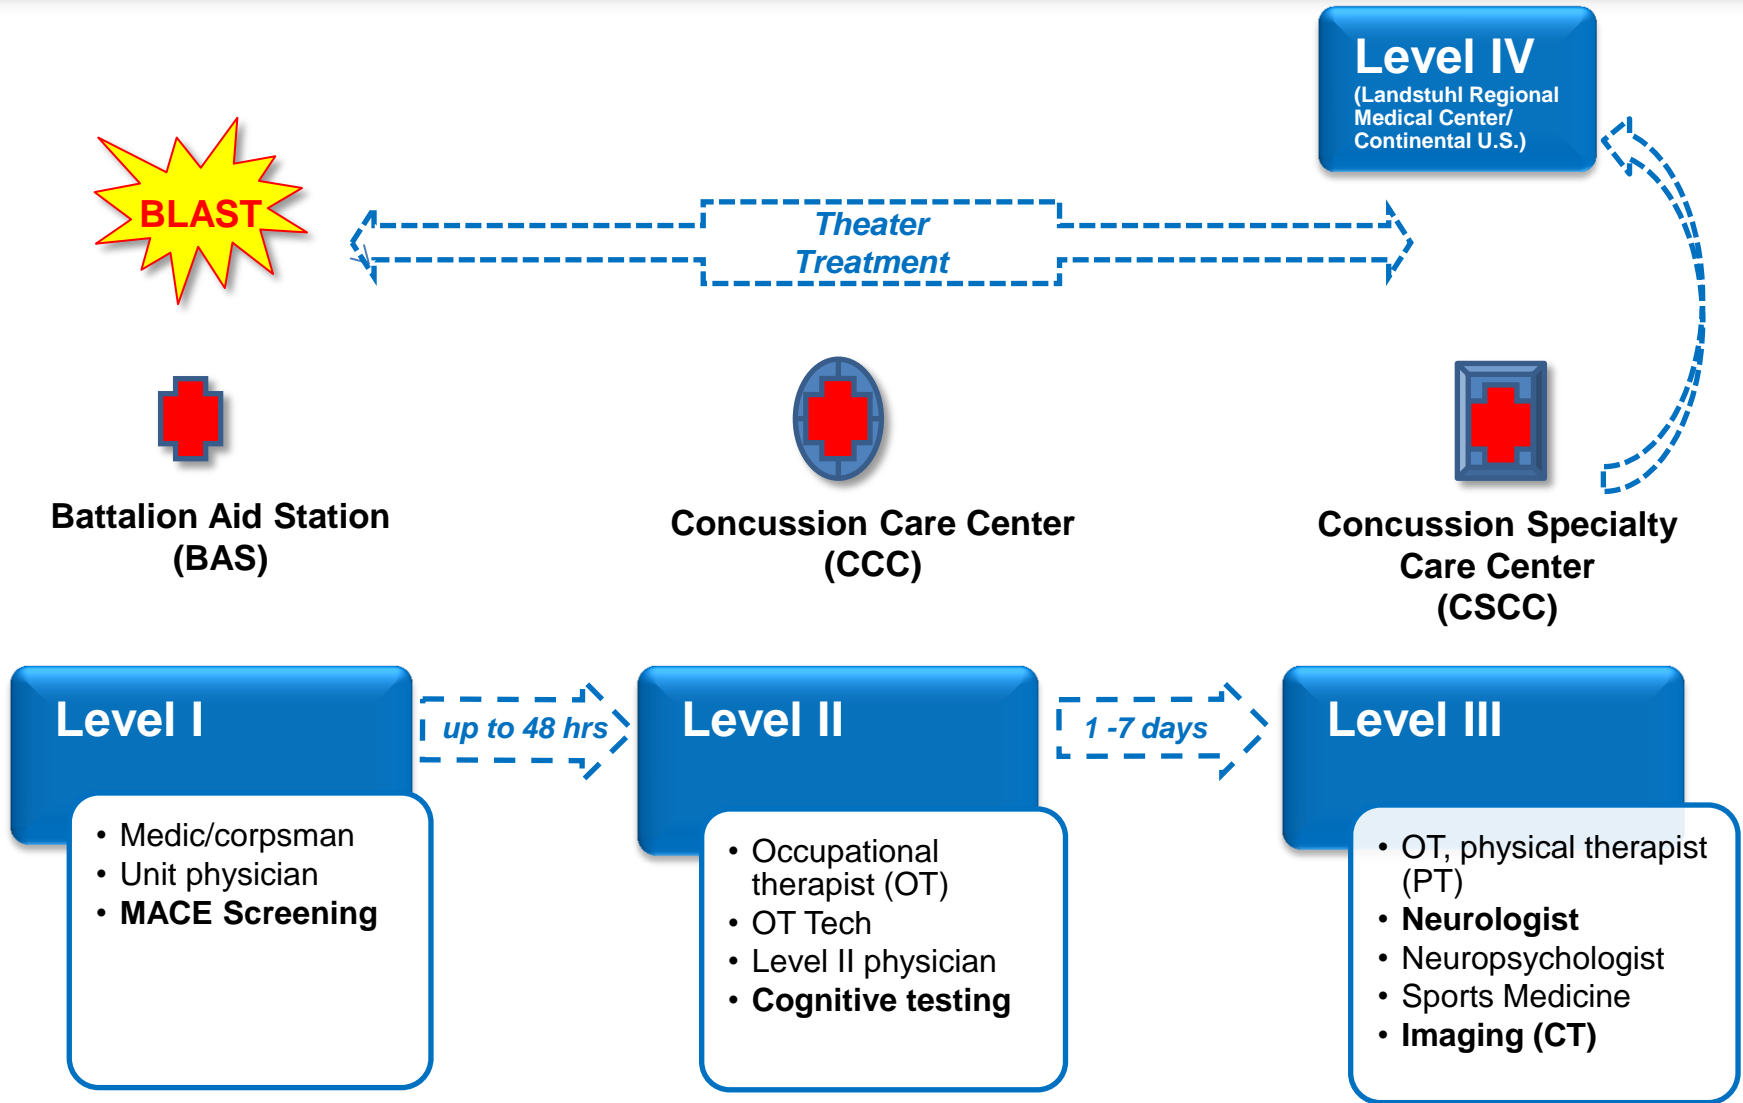 Level IV
(Landstuhl Regional
Medical Center/
Continental U.S.)
BLAST
Theater
Treatment
Battalion Aid Station
(BAS)
Concussion Care Center
(CCC)
Concussion Specialty
Care Center
(CSCC)
Level I
up to 48 hrs
Level II
1 -7 days
Level III
• Medic/corpsman
• Unit physician
• MACE Screening
• Occupational
therapist (OT)
• OT Tech
• Level II physician
• Cognitive testing
• OT, physical therapist
(PT)
• Neurologist
• Neuropsychologist
• Sports Medicine
• Imaging (CT)